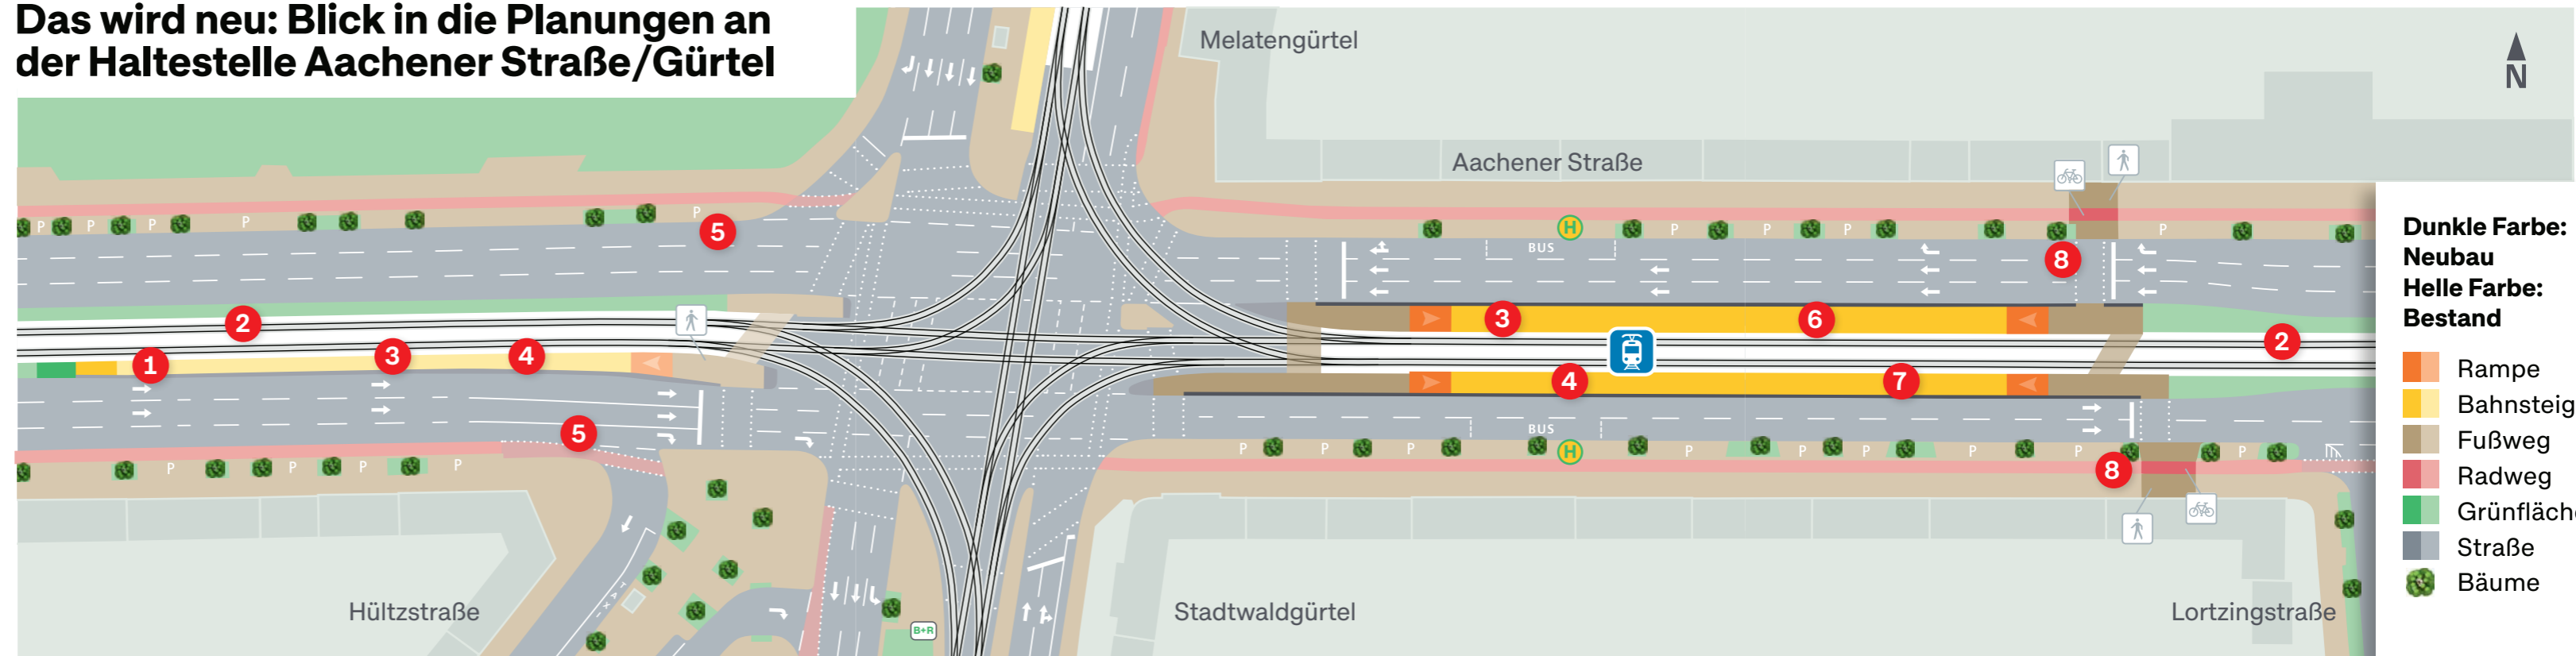 Das wird neu: Blick in die Planungen an
der Haltestelle Aachener Straße/Gürtel
Melatengürtel
N
Aachener Straße
P P P P P
5
H
P P P P
BUS
8
2
3
6
1
3
4
2
4
7
5
BUS
P P P P
H
P P P P P P P P
8
TAXI
Hültzstraße
B+R
Stadtwaldgürtel
Lortzingstraße
Dunkle Farbe:
Neubau
Helle Farbe:
Bestand
Rampe
Bahnsteig
Fußweg
Radweg
Grünfläche
Straße
Bäume